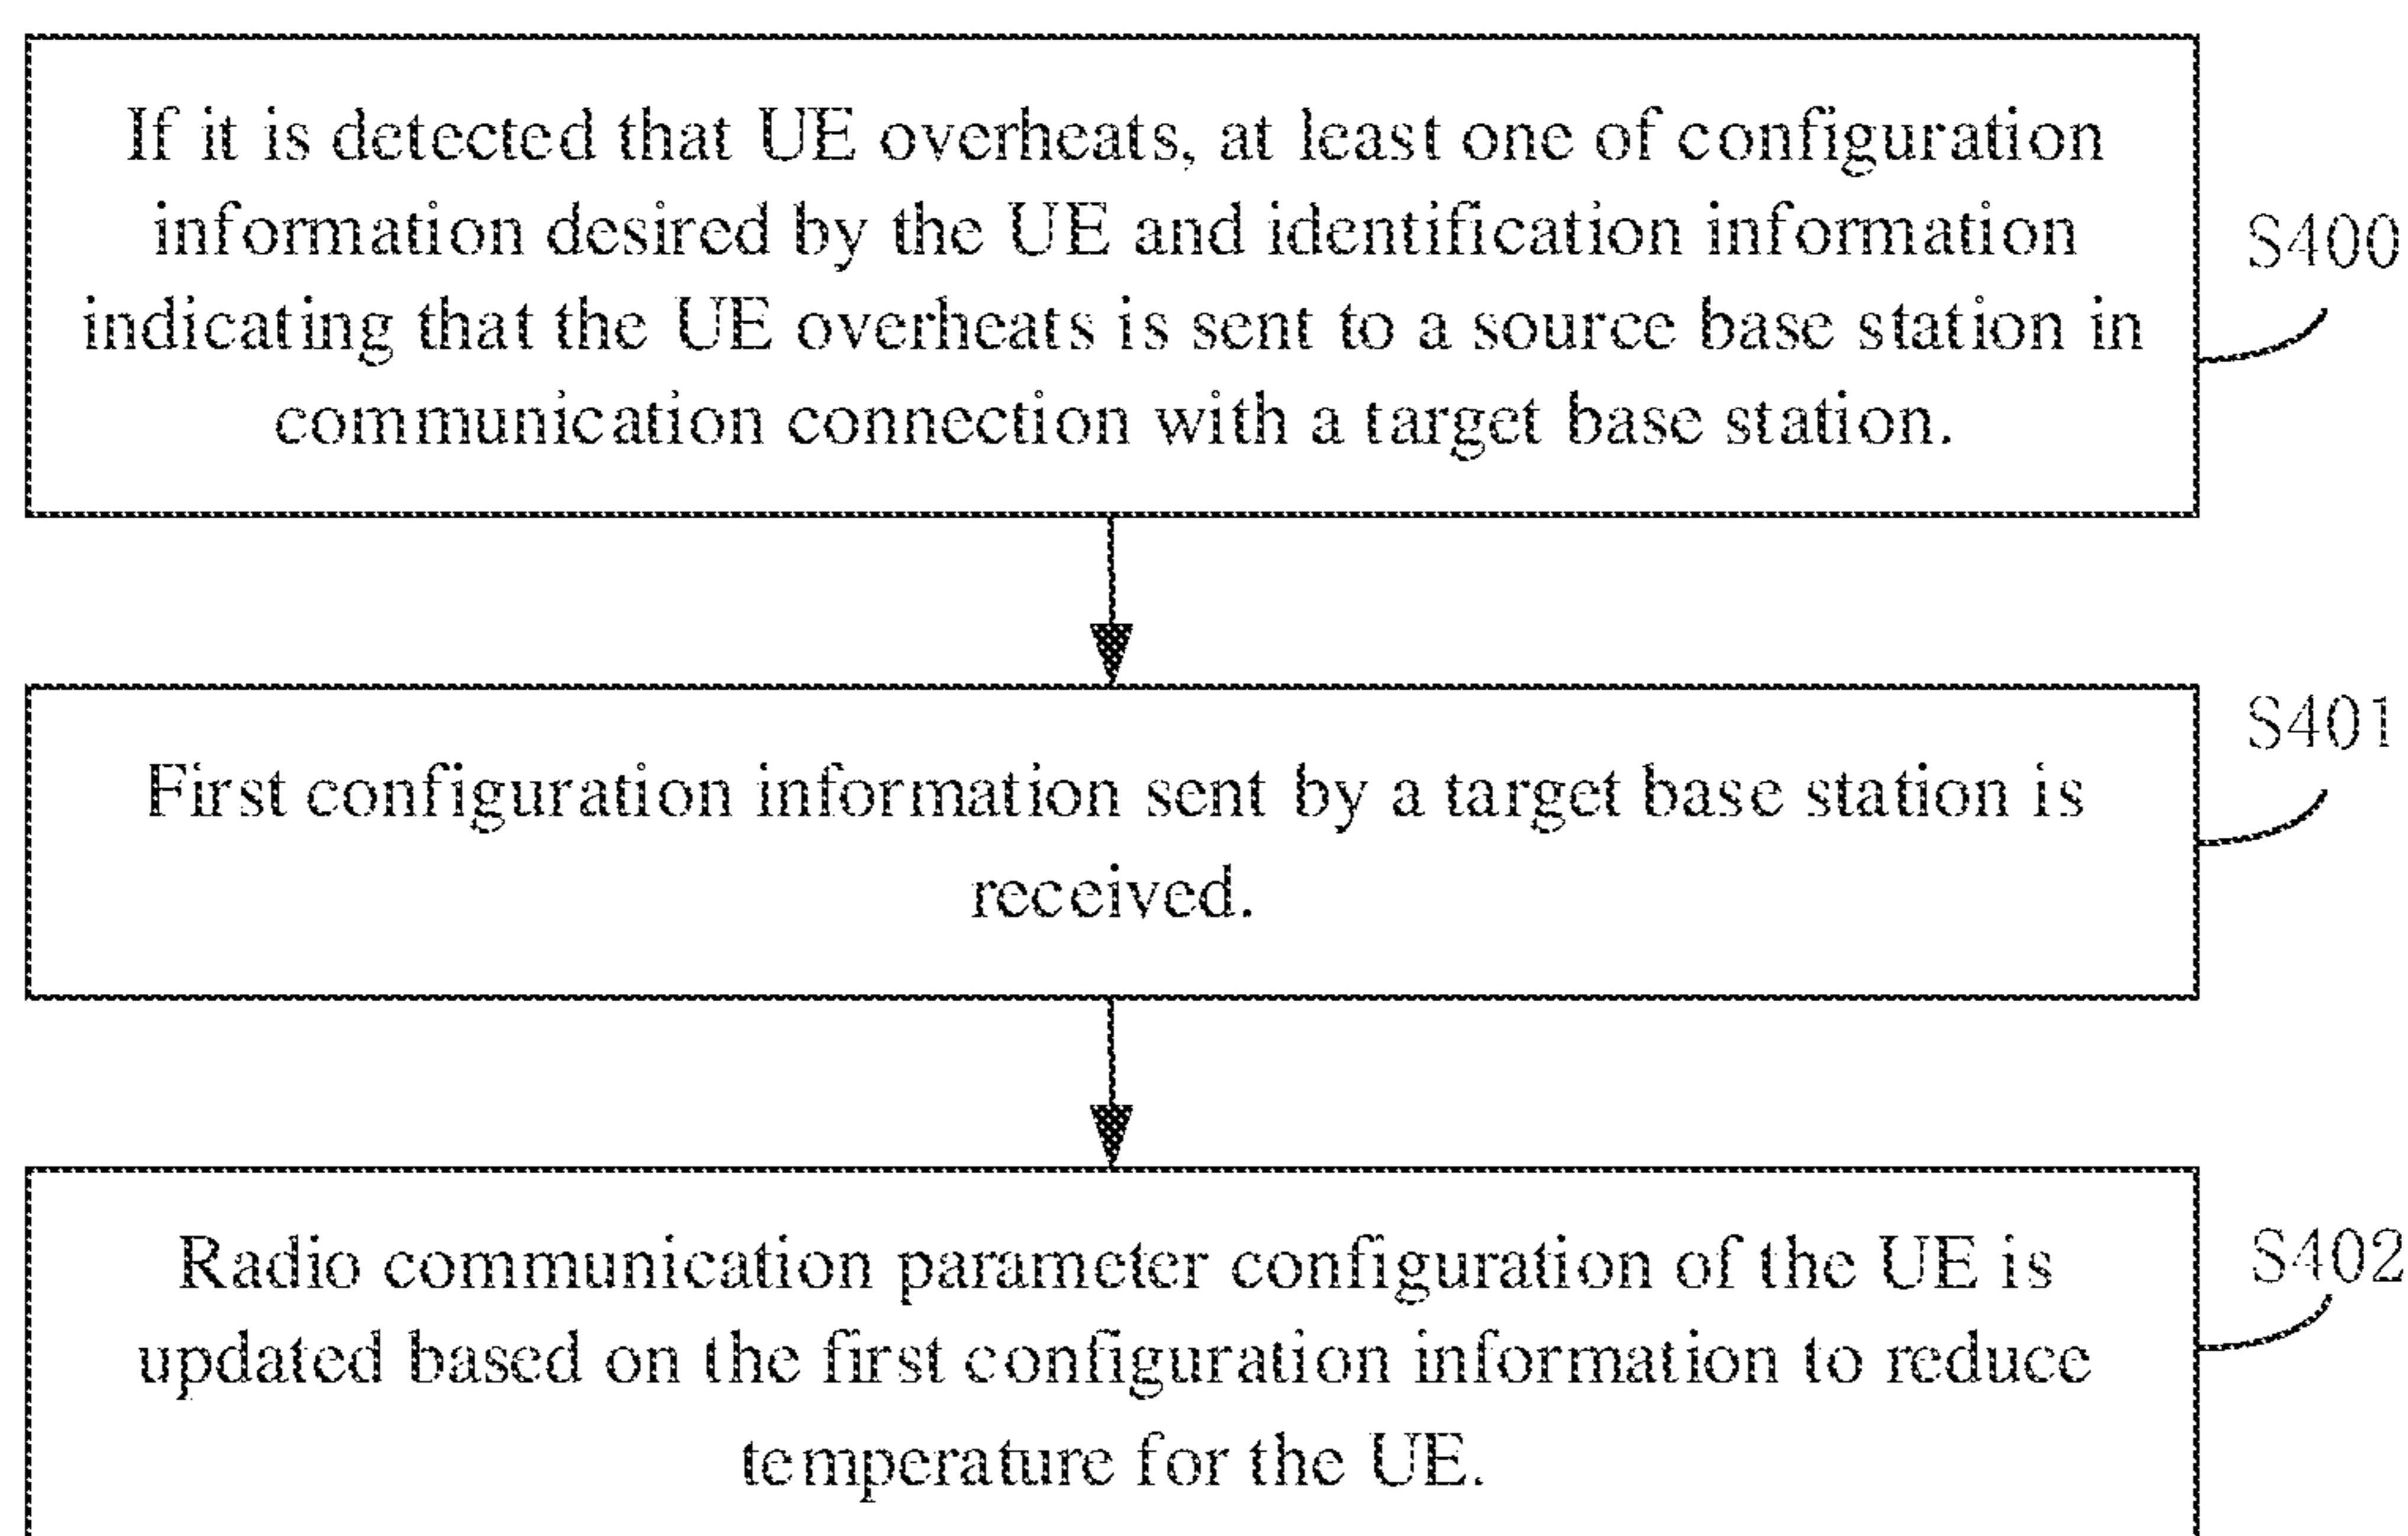 If it is detected that UE overheats, at least one of configuration
information desired by the UE and identification information
indicating that the UE overheats is sent to a source base station in
communication connection with a target base station.
S400
First configuration information sent by a target base station is
received.
S401
Radio communication parameter configuration of the UE is
updated based on the first configuration information to reduce
temperature for the UE.
S402